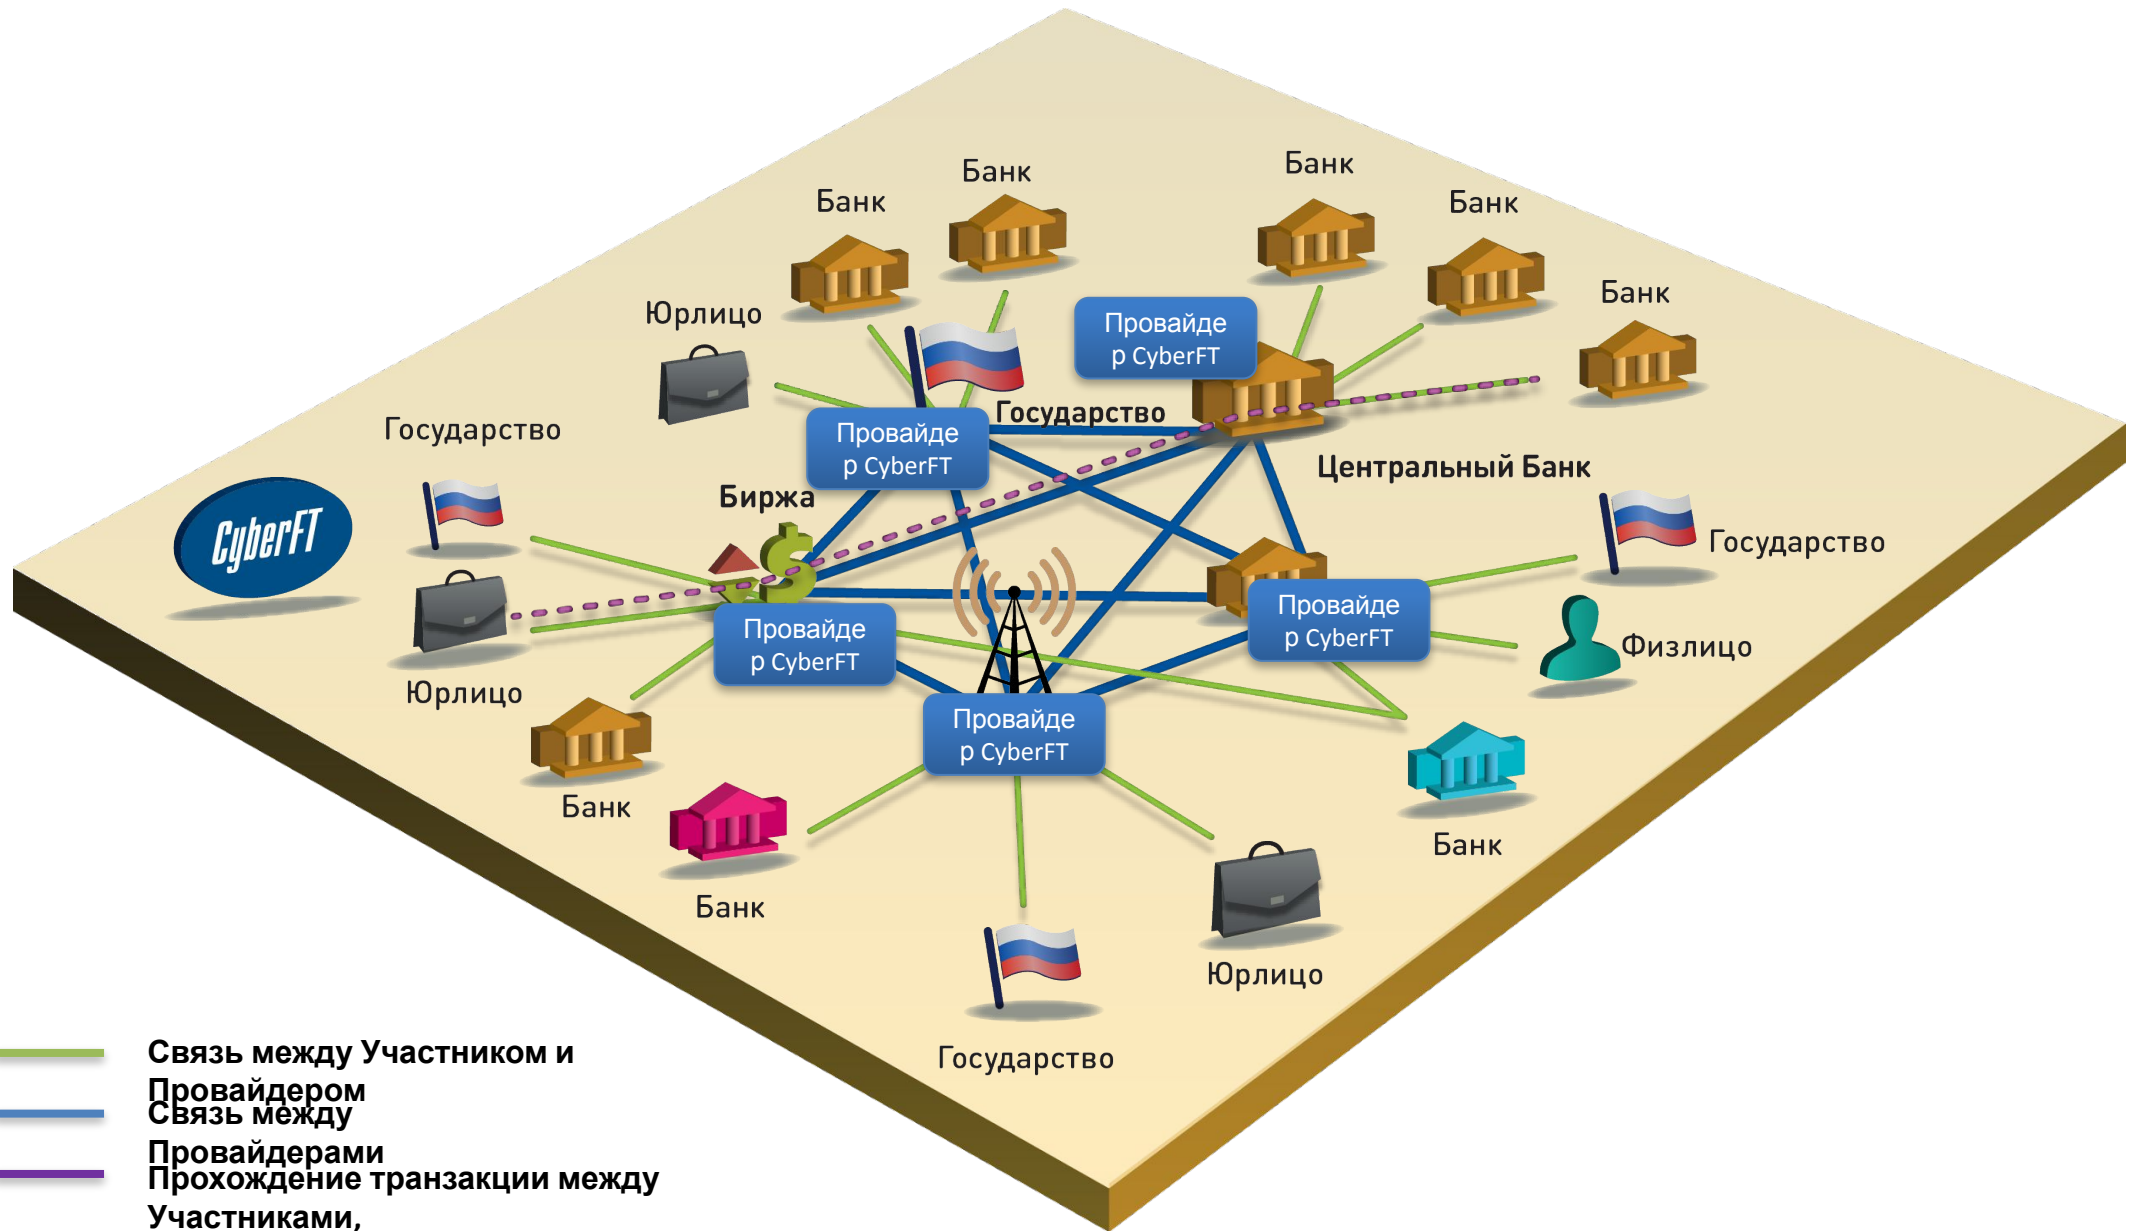 Банк
Банк
Банк
Банк
Банк
Юрлицо
Провайде
р CyberFT
Государство
Государство
Провайде
р CyberFT
Центральный Банк
Биржа
CyberFT
Государство
Провайде
р CyberFT
Провайде
р CyberFT
Физлицо
Юрлицо
Провайде
р CyberFT
Банк
Банк
Банк
Юрлицо
Государство
Связь между Участником и
Провайдером
Связь между
Провайдерами
Прохождение транзакции между
Участниками,